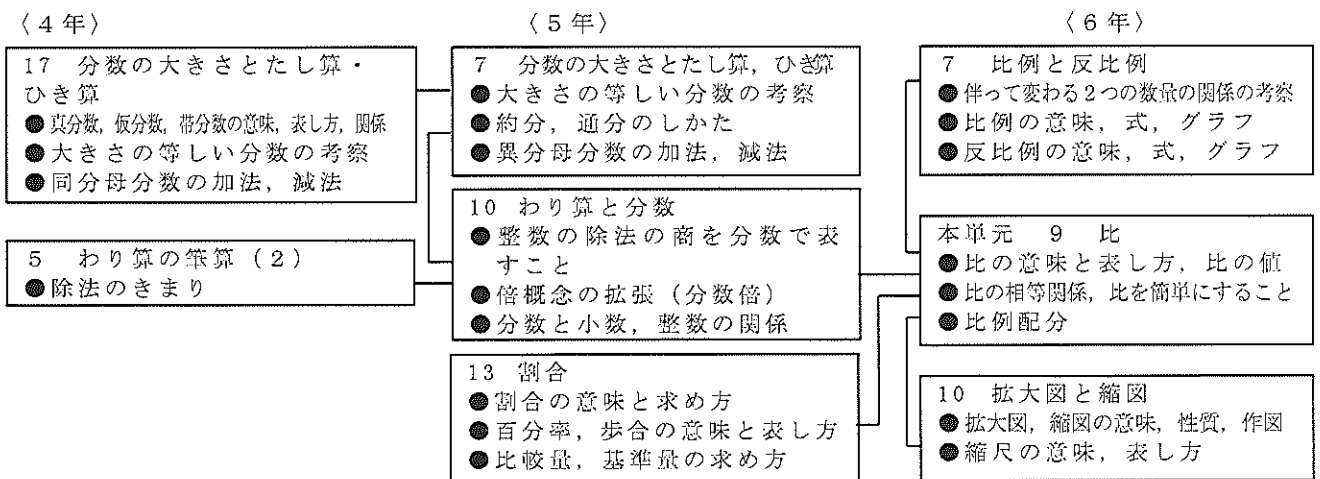 〈4年〉
17 分数の大きさとたし算・
ひき算
●真分数,仮分数,帯分数の意味,表し方,関係
●大きさの等しい分数の考察
●同分母分数の加法,減法
5 わり算の筆算(2)
●除法のきまり
〈5年〉
7 分数の大きさとたし算,ひき算
●大きさの等しい分数の考察
●約分,通分のしかた
●異分母分数の加法,減法
10 わり算と分数
●整数の除法の商を分数で表
すこと
●倍概念の拡張(分数倍)
●分数と小数,整数の関係
13 割合
●割合の意味と求め方
●百分率,歩合の意味と表し方
●比較量,基準量の求め方
〈6年〉
7 比例と反比例
●伴って変わる2つの数量の関係の考察
●比例の意味,式,グラフ
●反比例の意味,式,グラフ
本単元 9 比
●比の意味と表し方,比の値
●比の相等関係,比を簡単にすること
●比例配分
10 拡大図と縮図
●拡大図,縮図の意味,性質,作図
●縮尺の意味,表し方